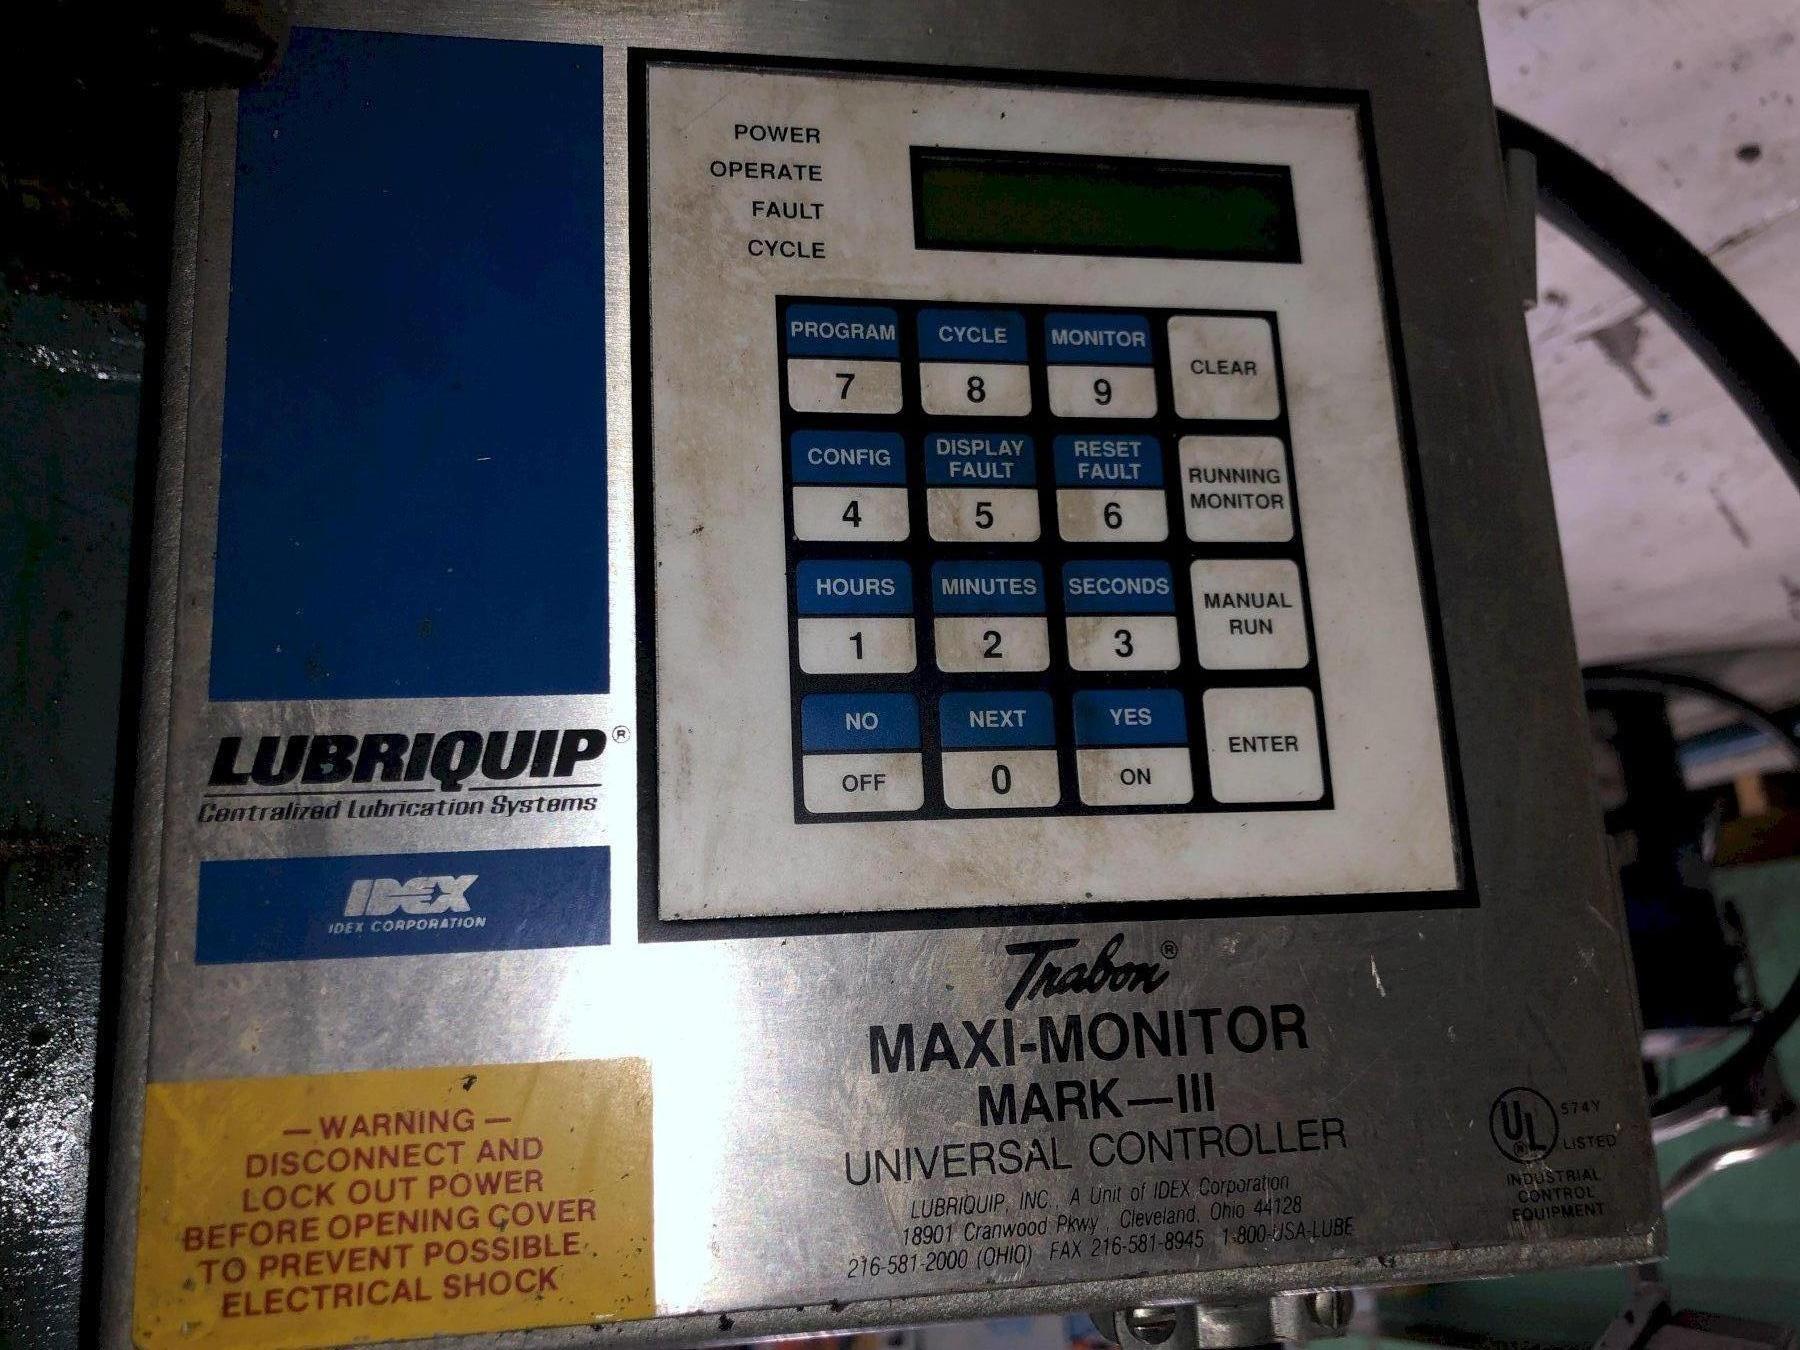 POWER
OPERATE
FAULT
CYCLE
PROGRAM CYCLE MONITOR CLEAR
7 8 9
CONFIG DISPLAY FAULT RESET FAULT RUNNING MONITOR
4 5 6
HOURS MINUTES SECONDS MANUAL RUN
1 2 3
NO NEXT YES ENTER
OFF 0 ON
LUBRIQUIP®
Centralized Lubrication Systems
IDEX
IDEX CORPORATION
— WARNING —
DISCONNECT AND
LOCK OUT POWER
BEFORE OPENING COVER
TO PREVENT POSSIBLE
ELECTRICAL SHOCK
Trabon®
MAXI-MONITOR
MARK—III
UNIVERSAL CONTROLLER
LUBRIQUIP, INC., A Unit of IDEX Corporation
18901 Cranwood Pkwy, Cleveland, Ohio 44128
216-581-2000 (OHIO) FAX 216-581-8945 1-800-USA-LUBE
UL® 574Y
LISTED
INDUSTRIAL
CONTROL
EQUIPMENT